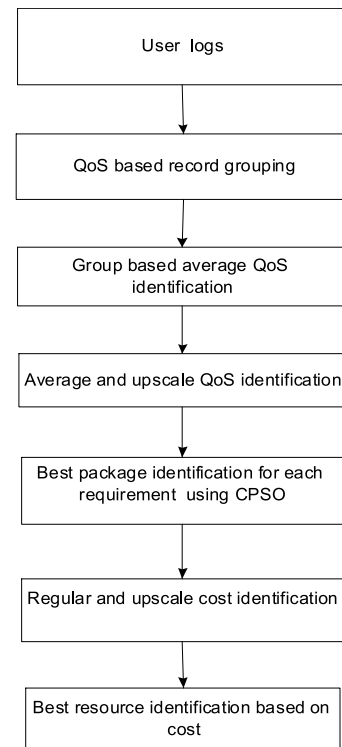 User logs
QoS based record grouping
Group based average QoS
identification
Average and upscale QoS identification
Best package identification for each
requirement using CPSO
Regular and upscale cost identification
Best resource identification based on
cost